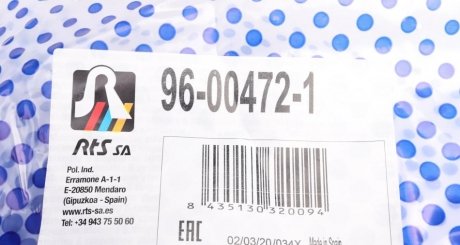 96-00472-1
RTS SA
Pol. Ind.
Erramone A-1-1
E-20850 Mendaro
(Gipuzkoa - Spain)
www.rts-sa.es
Tel: +34 943 75 50 60
8 435130 320094
EAC
02/03/20/034X
Made in Spain